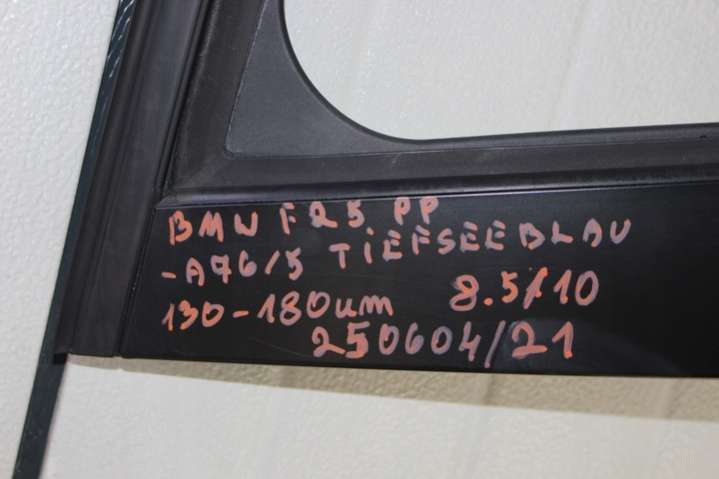 BMW F25 PP
-A76/5 TIEFSEEBLAU
130-180um 8.5/10
250604/21